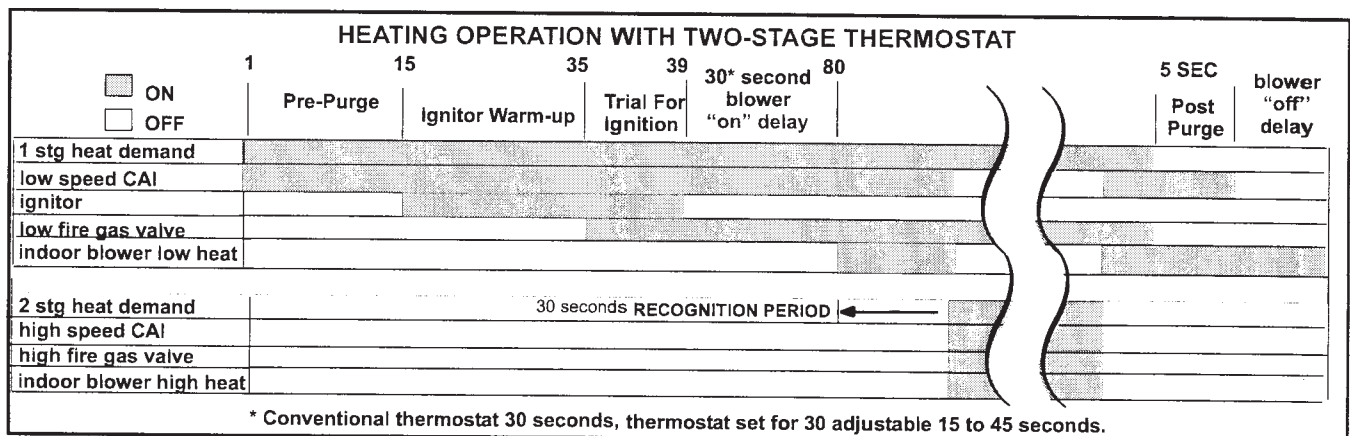 HEATING OPERATION WITH TWO-STAGE THERMOSTAT
1 15 35 39 80 5 SEC
ON
OFF
Pre-Purge
Ignitor Warm-up
Trial For
Ignition
30* second
blower
"on" delay
Post
Purge
blower
"off"
delay
1 stg heat demand
low speed CAI
ignitor
low fire gas valve
indoor blower low heat
2 stg heat demand
30 seconds RECOGNITION PERIOD
high speed CAI
high fire gas valve
indoor blower high heat
* Conventional thermostat 30 seconds, thermostat set for 30 adjustable 15 to 45 seconds.